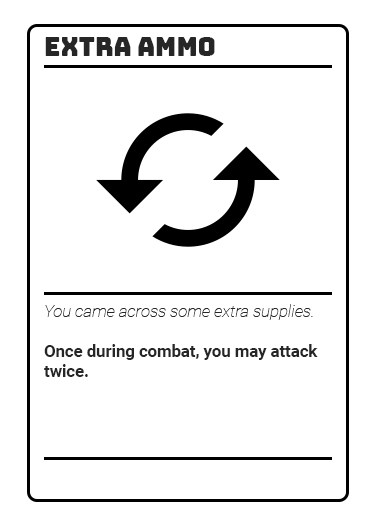 EXTRA AMMO
You came across some extra supplies.
Once during combat, you may attack
twice.